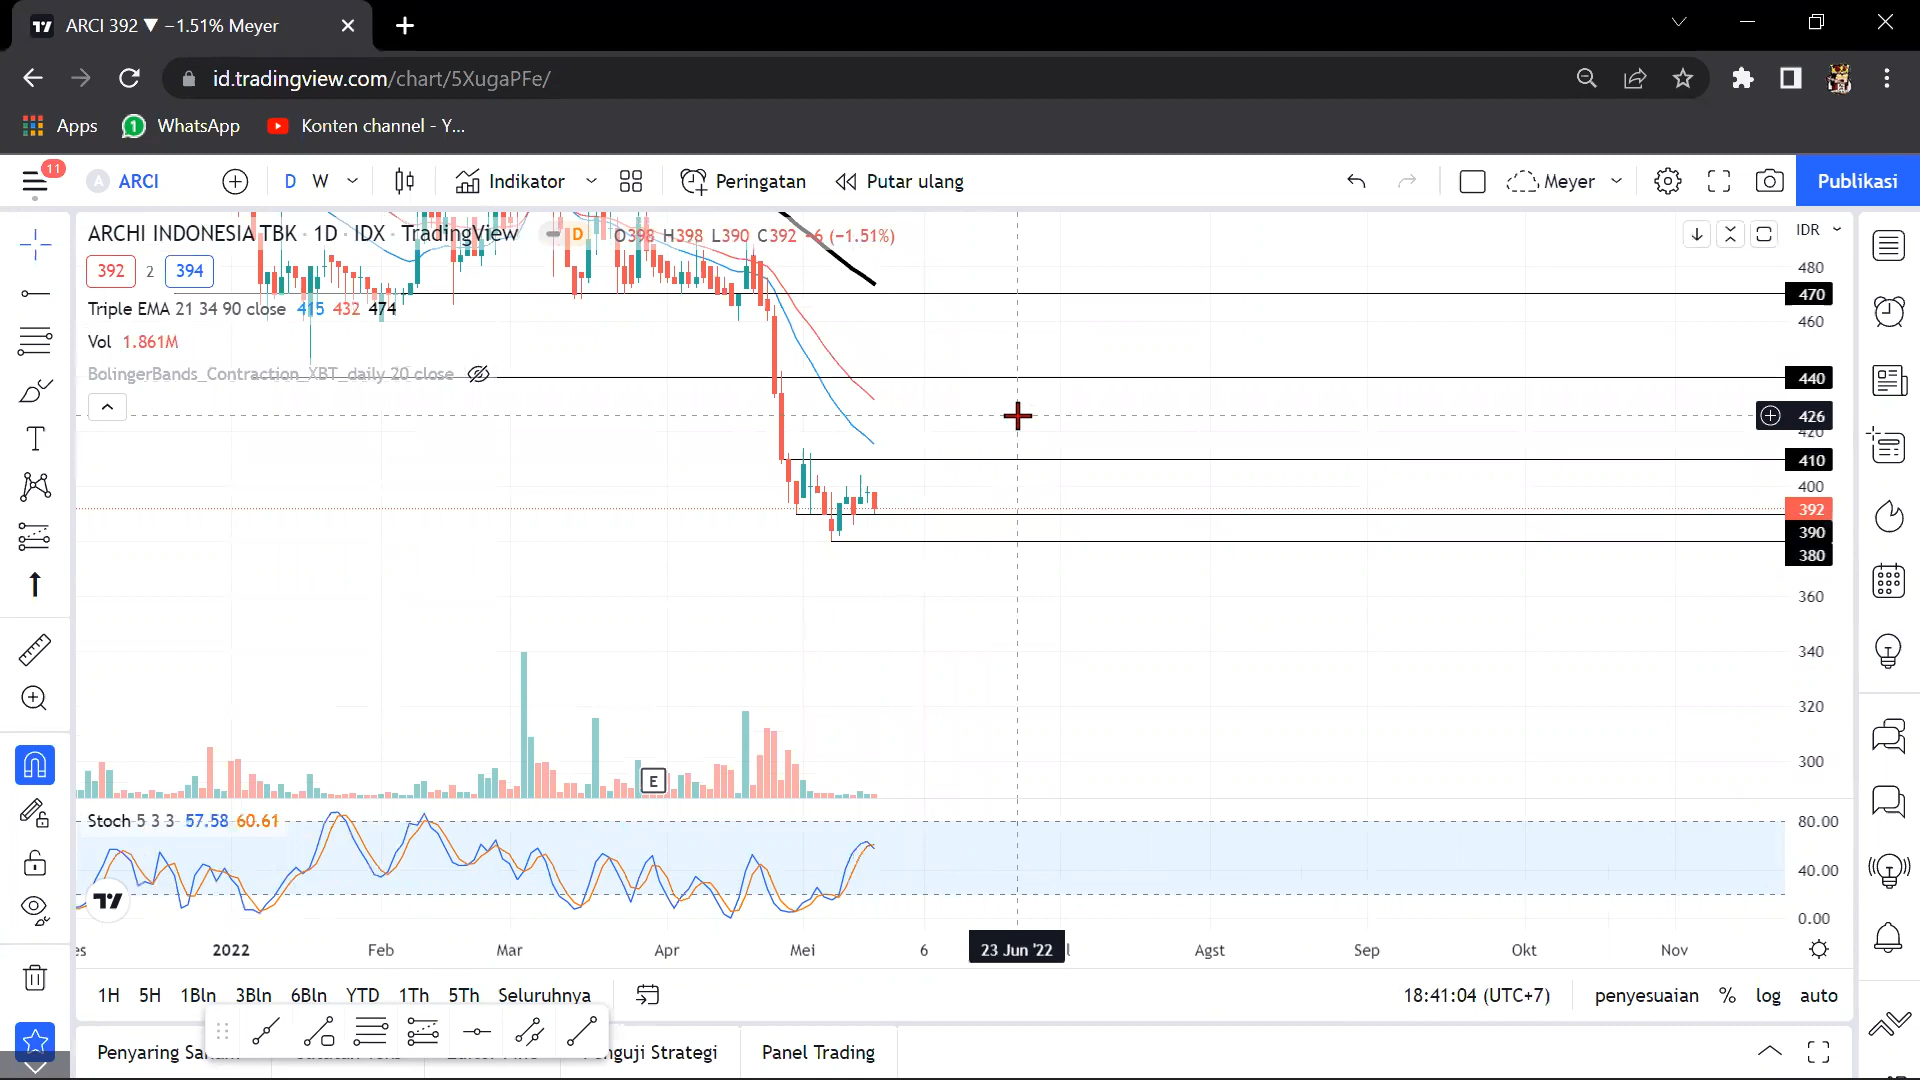 ARCI 392 ▼ −1.51% Meyer
id.tradingview.com/chart/5XugaPFe/
Apps
WhatsApp
Konten channel - Y...
11
A ARCI
D W
Indikator
Peringatan
Putar ulang
Meyer
Publikasi
ARCHI INDONESIA TBK · 1D · IDX · TradingView
D
O398 H398 L390 C392 −6 (−1.51%)
IDR
392 2 394
Triple EMA 21 34 90 close 415 432 474
Vol 1.861M
BolingerBands_Contraction_XBT_daily 20 close
480
470
460
440
426
420
410
400
392
390
380
360
340
320
300
E
Stoch 5 3 3 57.58 60.61
80.00
40.00
0.00
2022 Feb Mar Apr Mei 6 23 Jun '22 Agst Sep Okt Nov
1H 5H 1Bln 3Bln 6Bln YTD 1Th 5Th Seluruhnya
18:41:04 (UTC+7)
penyesuaian % log auto
Penyaring
Strategi
Panel Trading